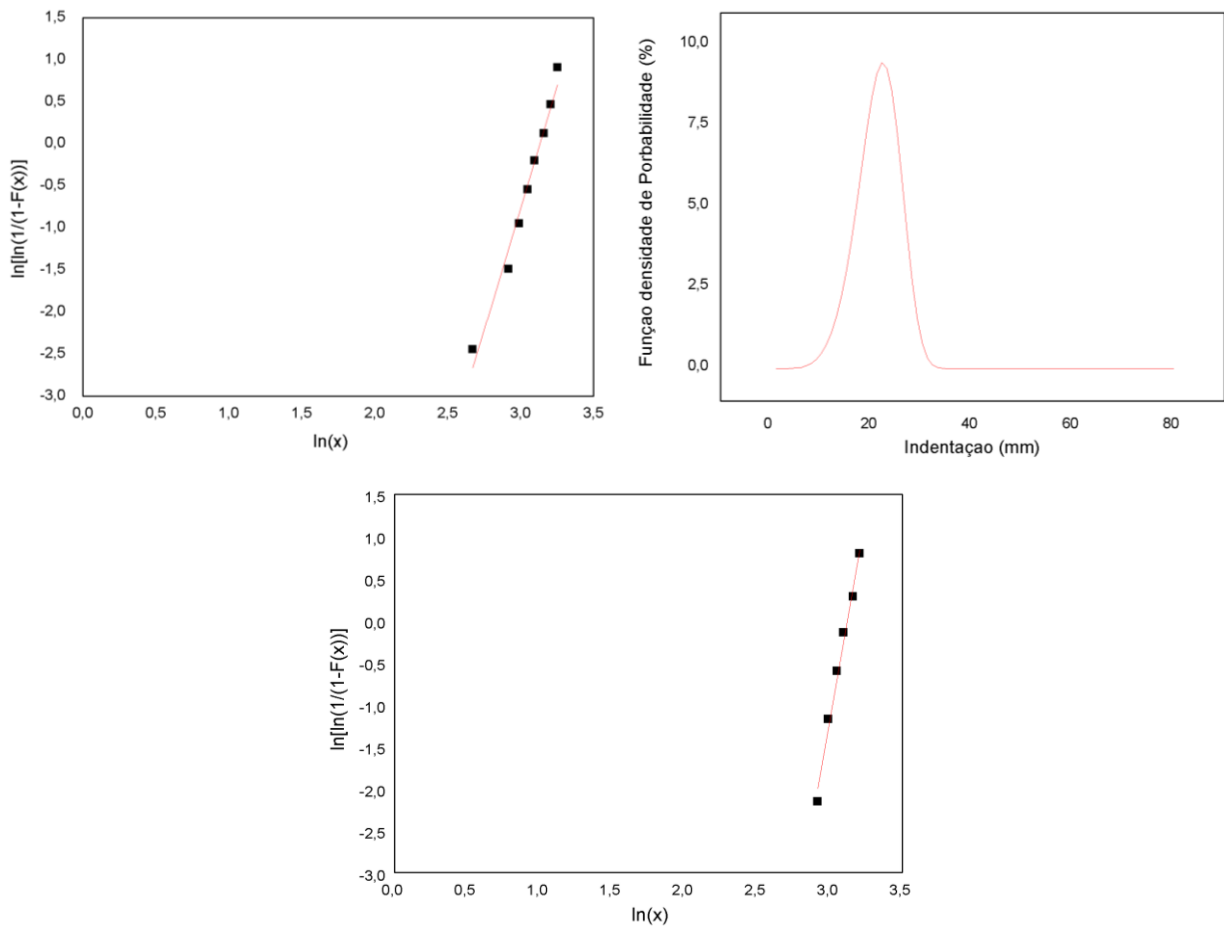 1,5
1,0
0,5
0,0
-0,5
-1,0
-1,5
-2,0
-2,5
-3,0
ln[ln(1/(1-F(x))]
0,0 0,5 1,0 1,5 2,0 2,5 3,0 3,5
ln(x)
10,0
7,5
5,0
2,5
0,0
Funçao densidade de Porbabilidade (%)
0 20 40 60 80
Indentaçao (mm)
1,5
1,0
0,5
0,0
-0,5
-1,0
-1,5
-2,0
-2,5
-3,0
ln[ln(1/(1-F(x))]
0,0 0,5 1,0 1,5 2,0 2,5 3,0 3,5
ln(x)